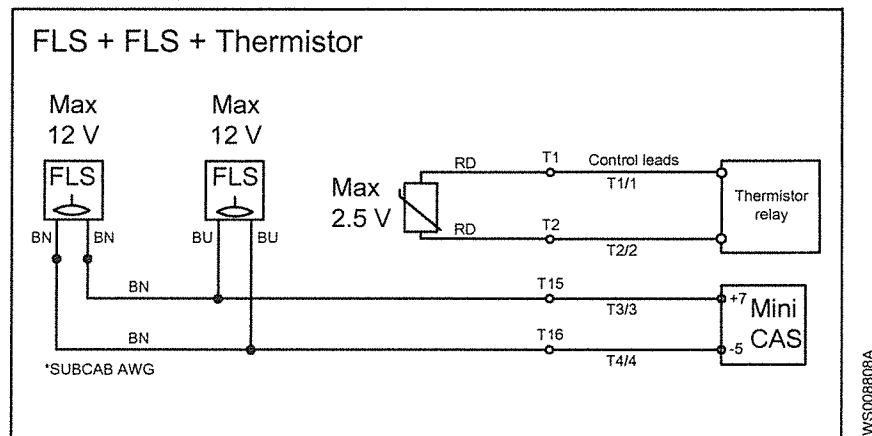 FLS + FLS + Thermistor
Max
12 V
Max
12 V
FLS
FLS
BN
BN
BU
BU
Max
2.5 V
RD
T1
Control leads
T1/1
RD
T2
T2/2
Thermistor
relay
BN
T15
T3/3
+7
BN
T16
T4/4
-5
Mini
CAS
*SUBCAB AWG
WS008808A